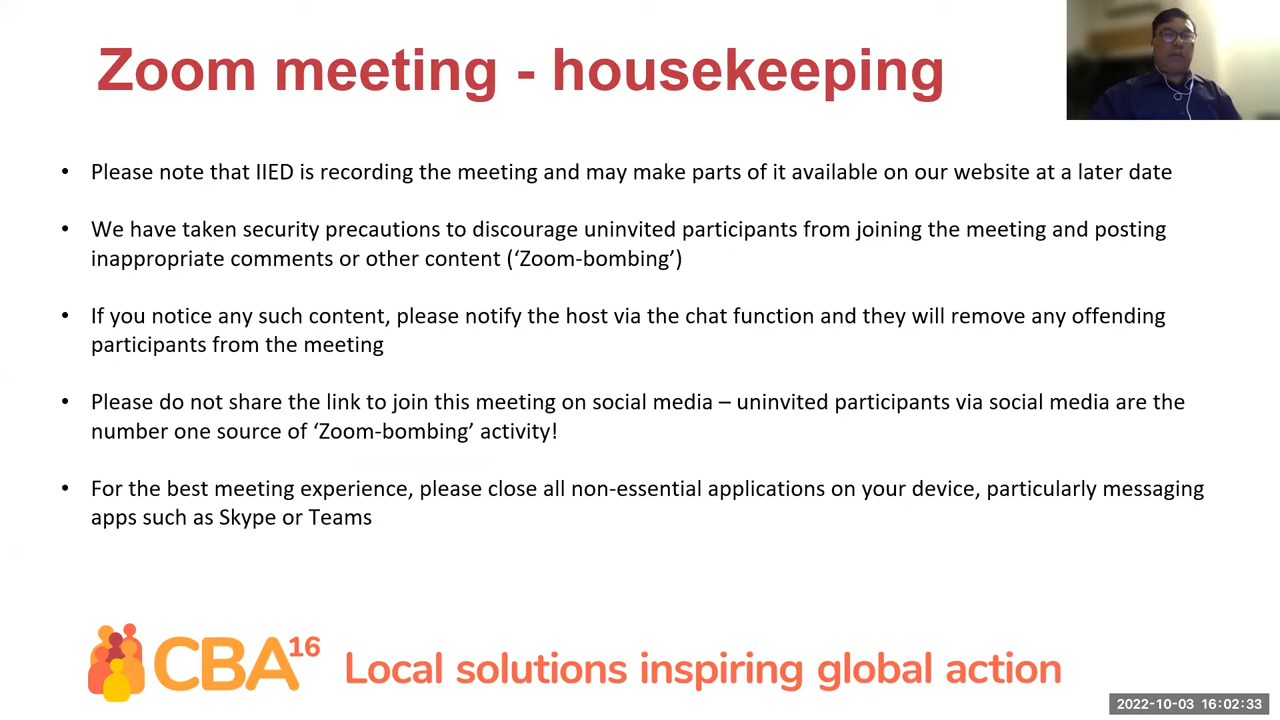 Zoom meeting - housekeeping
• Please note that IIED is recording the meeting and may make parts of it available on our website at a later date
• We have taken security precautions to discourage uninvited participants from joining the meeting and posting
inappropriate comments or other content (‘Zoom-bombing’)
• If you notice any such content, please notify the host via the chat function and they will remove any offending
participants from the meeting
• Please do not share the link to join this meeting on social media – uninvited participants via social media are the
number one source of ‘Zoom-bombing’ activity!
• For the best meeting experience, please close all non-essential applications on your device, particularly messaging
apps such as Skype or Teams
CBA16 Local solutions inspiring global action
2022-10-03 16:02:33